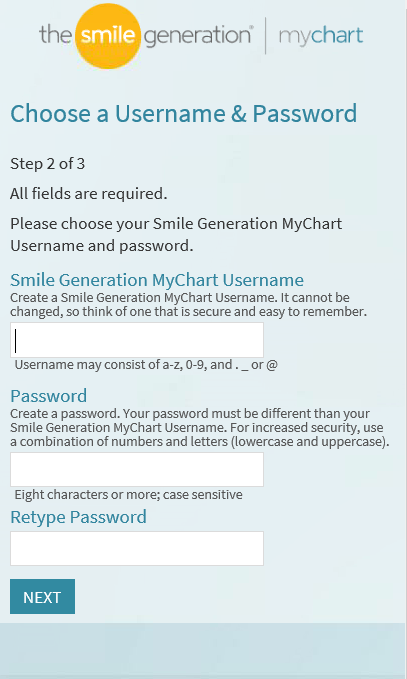 the smile generation® mychart
Choose a Username & Password
Step 2 of 3
All fields are required.
Please choose your Smile Generation MyChart
Username and password.
Smile Generation MyChart Username
Create a Smile Generation MyChart Username. It cannot be
changed, so think of one that is secure and easy to remember.
Username may consist of a-z, 0-9, and . _ or @
Password
Create a password. Your password must be different than your
Smile Generation MyChart Username. For increased security, use
a combination of numbers and letters (lowercase and uppercase).
Eight characters or more; case sensitive
Retype Password
NEXT